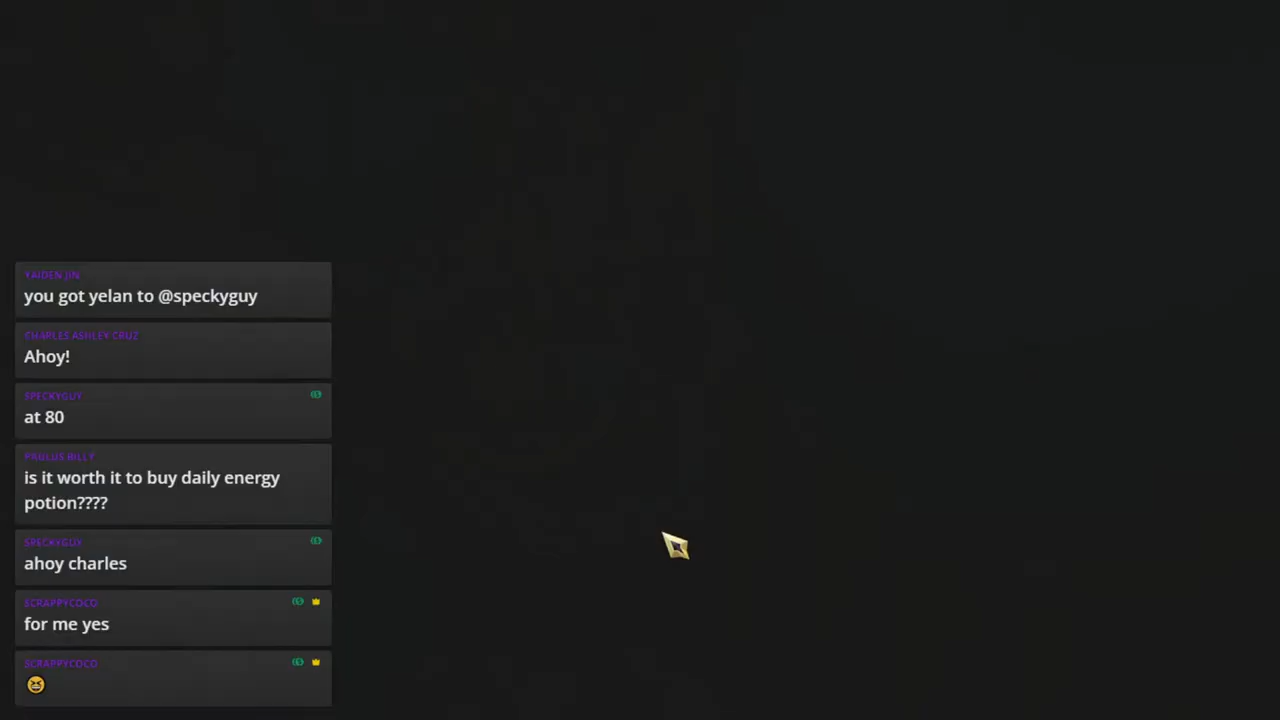 YAIDEN JIN
you got yelan to @speckyguy
CHARLES ASHLEY CRUZ
Ahoy!
SPECKYGUY
at 80
PAULUS BILLY
is it worth it to buy daily energy
potion????
SPECKYGUY
ahoy charles
SCRAPPYCOCO
for me yes
SCRAPPYCOCO